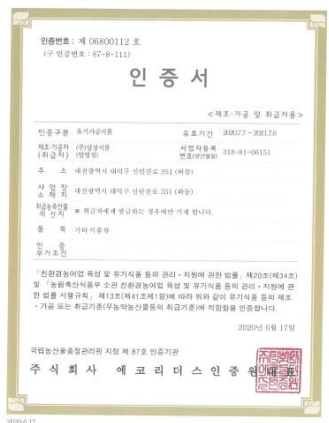 인증번호 : 제 06800112 호
(구 인증번호 : 87-8-111)
인 증 서
<제조·가공 및 취급자용>
인증구분 유기가공식품 유효기간 2020.7.7 ~ 2021.7.6
제조·가공자 (취급자) (주)설장식품 사업자등록번호(생년월일) 318-81-06151
주 소 대전광역시 대덕구 신탄진로 351 (와동)
사업장 소재지 대전광역시 대덕구 신탄진로 351 (와동)
취급농축산물의 원산지 ※ 취급자에게 발급하는 경우에만 기재 합니다.
품 목 기타식품류
인 증 부가조건
「친환경농어업 육성 및 유기식품 등의 관리·지원에 관한 법률」 제20조(제34조)
및 「농림축산식품부 소관 친환경농어업 육성 및 유기식품 등의 관리·지원에 관
한 법률 시행규칙」 제13조(제41조제1항)에 따라 위와 같이 유기식품 등의 제조
·가공 또는 취급기준(무농약농산물등의 취급기준)에 적합함을 인증합니다.
2020년 6월 17일
국립농산물품질관리원 지정 제 87호 인증기관
주 식 회 사 에 코 리 더 스 인 증 원 대 표
2020.6.17